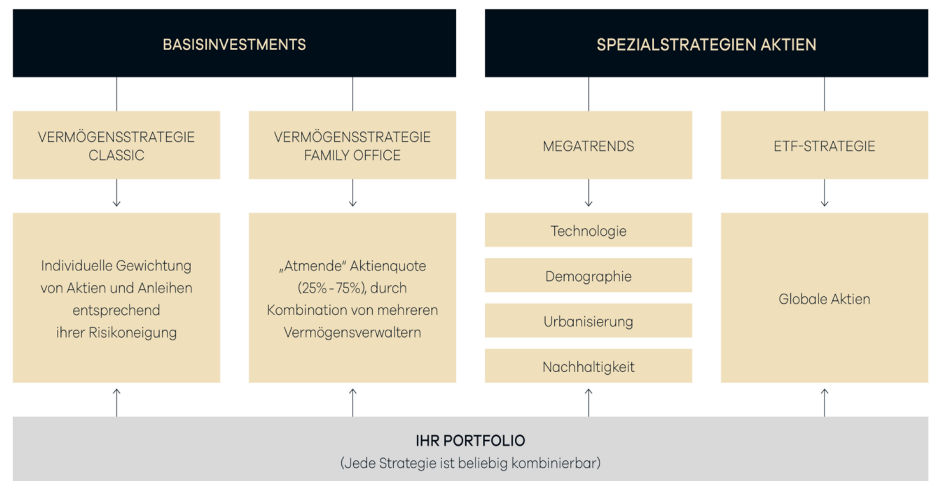 BASISINVESTMENTS
SPEZIALSTRATEGIEN AKTIEN
VERMÖGENSSTRATEGIE
CLASSIC
VERMÖGENSSTRATEGIE
FAMILY OFFICE
MEGATRENDS
ETF-STRATEGIE
Individuelle Gewichtung
von Aktien und Anleihen
entsprechend
ihrer Risikoneigung
„Atmende“ Aktienquote
(25% - 75%), durch
Kombination von mehreren
Vermögensverwaltern
Technologie
Demographie
Urbanisierung
Nachhaltigkeit
Globale Aktien
IHR PORTFOLIO
(Jede Strategie ist beliebig kombinierbar)